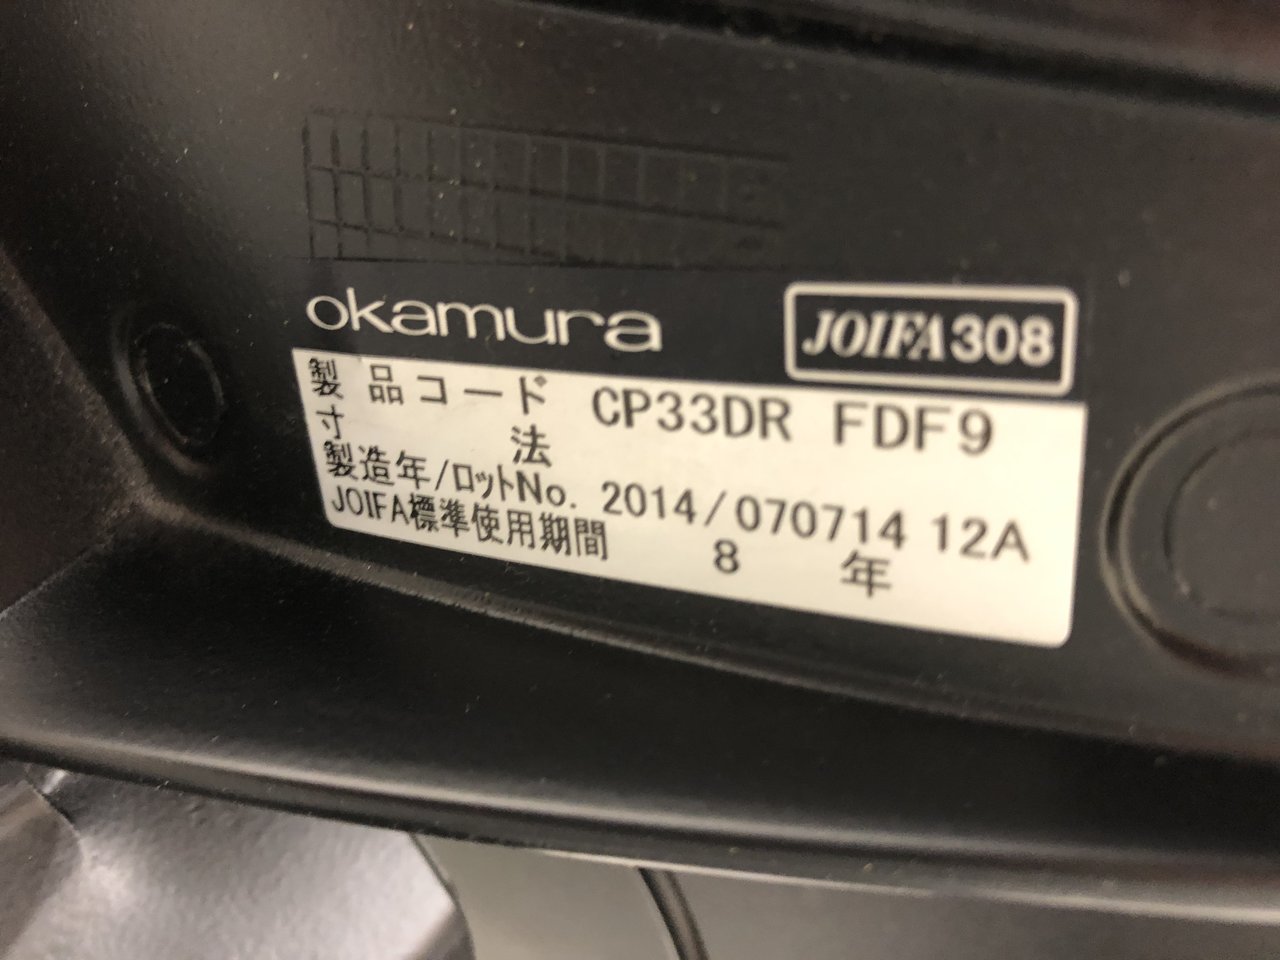 okamura
JOIFA308
製品コード CP33DR FDF9
寸法
製造年/ロットNo. 2014/070714 12A
JOIFA標準使用期間 8 年